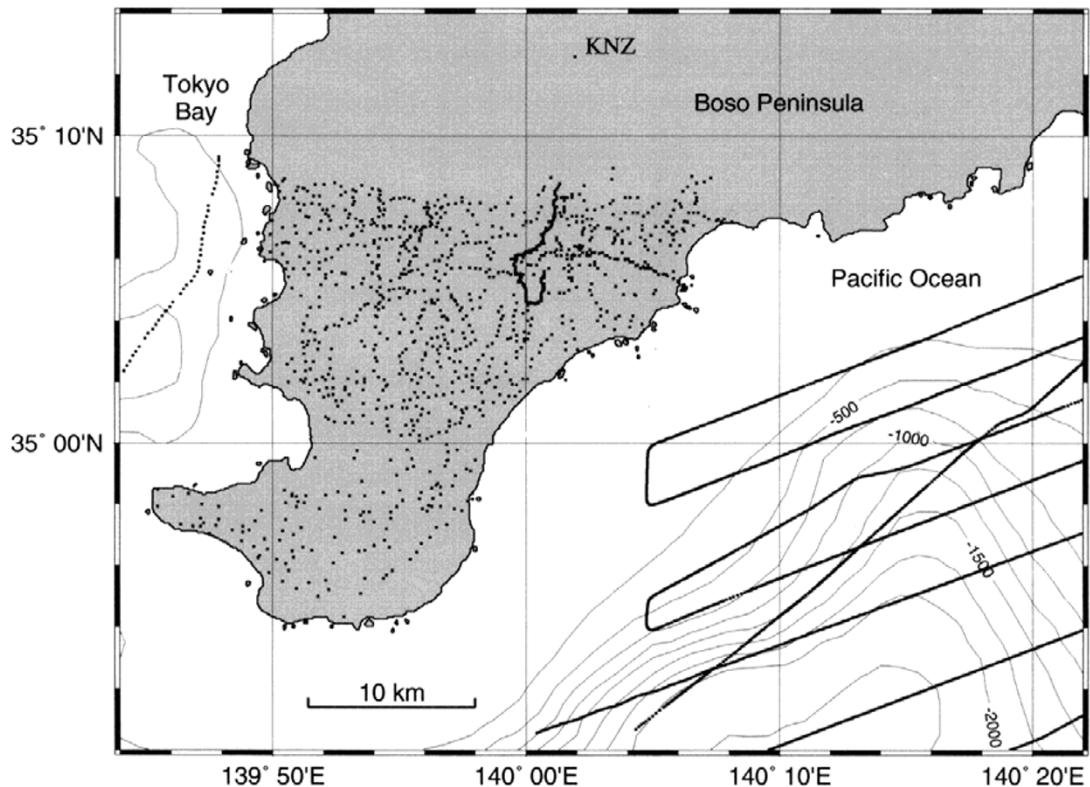 KNZ
Tokyo
Bay
Boso Peninsula
35° 10'N
Pacific Ocean
-500
-1000
35° 00'N
-1500
10 km
-2000
139° 50'E
140° 00'E
140° 10'E
140° 20'E